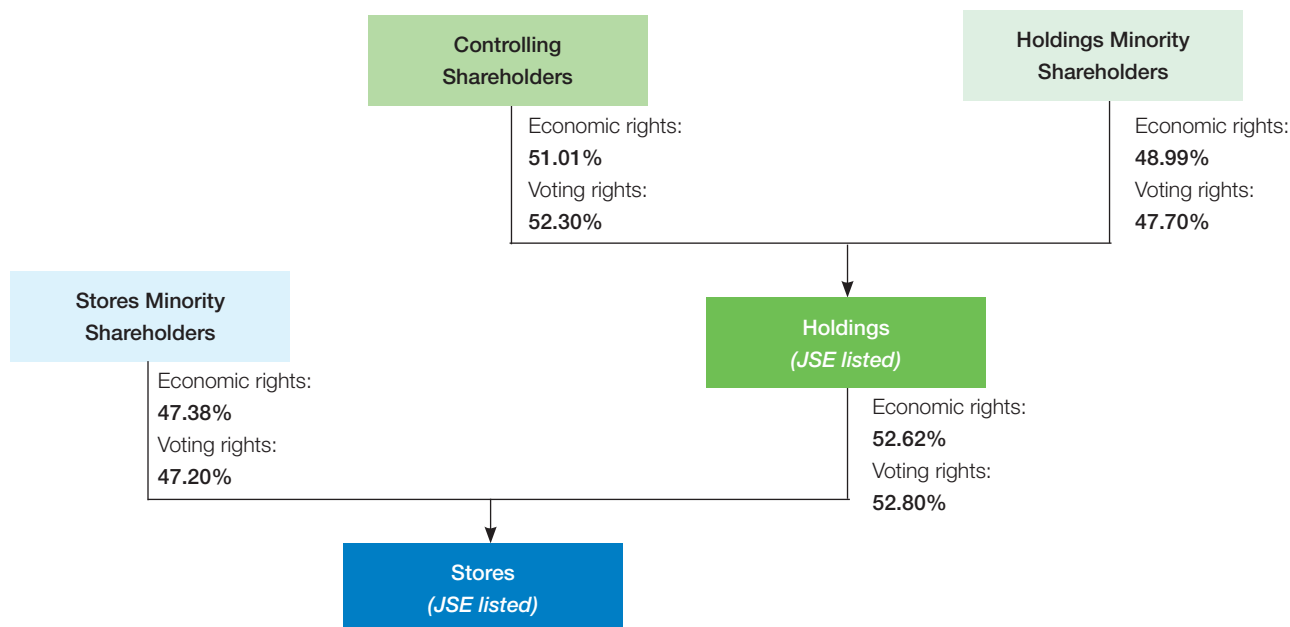 Controlling
Shareholders
Holdings Minority
Shareholders
Economic rights:
51.01%
Voting rights:
52.30%
Economic rights:
48.99%
Voting rights:
47.70%
Stores Minority
Shareholders
Holdings
(JSE listed)
Economic rights:
47.38%
Voting rights:
47.20%
Economic rights:
52.62%
Voting rights:
52.80%
Stores
(JSE listed)